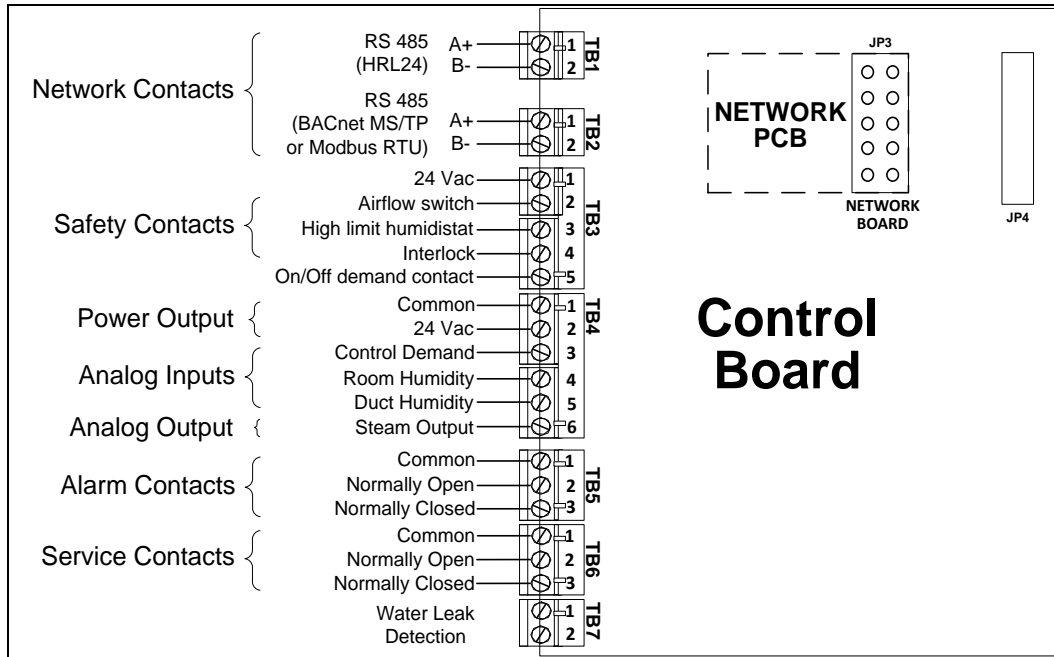 Network Contacts
RS 485 A+ 1 TB1
(HRL24) B- 2
RS 485
(BACnet MS/TP A+ 1 TB2
or Modbus RTU) B- 2
Safety Contacts
24 Vac 1 TB3
Airflow switch 2
High limit humidistat 3
Interlock 4
On/Off demand contact 5
Power Output
Common 1 TB4
24 Vac 2
Analog Inputs
Control Demand 3
Room Humidity 4
Duct Humidity 5
Analog Output
Steam Output 6
Alarm Contacts
Common 1 TB5
Normally Open 2
Normally Closed 3
Service Contacts
Common 1 TB6
Normally Open 2
Normally Closed 3
Water Leak 1 TB7
Detection 2
NETWORK
PCB
JP3
NETWORK
BOARD
JP4
Control
Board